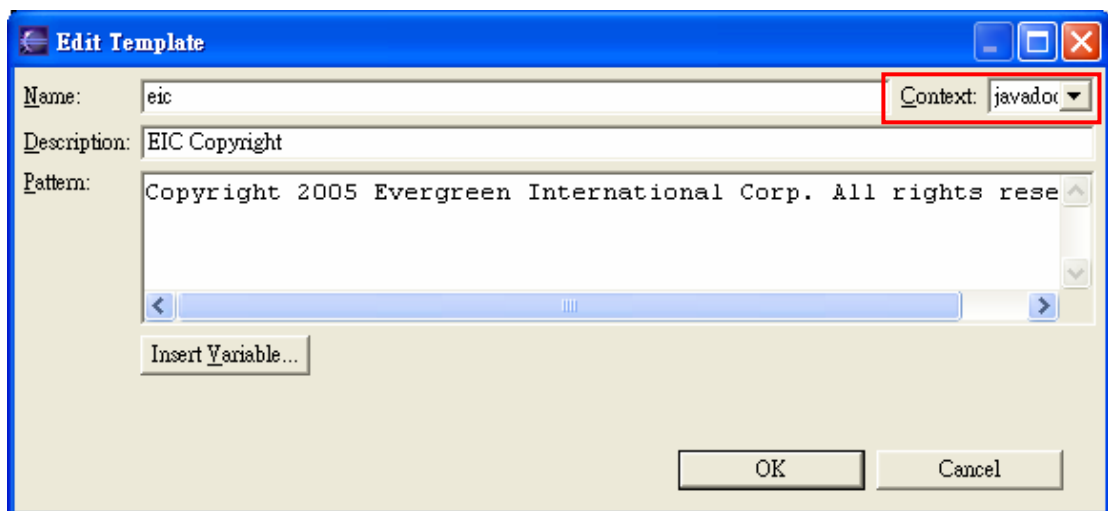 Edit Template
Name: eic Context: javadoc
Description: EIC Copyright
Pattern: Copyright 2005 Evergreen International Corp. All rights rese
Insert Variable...
OK Cancel